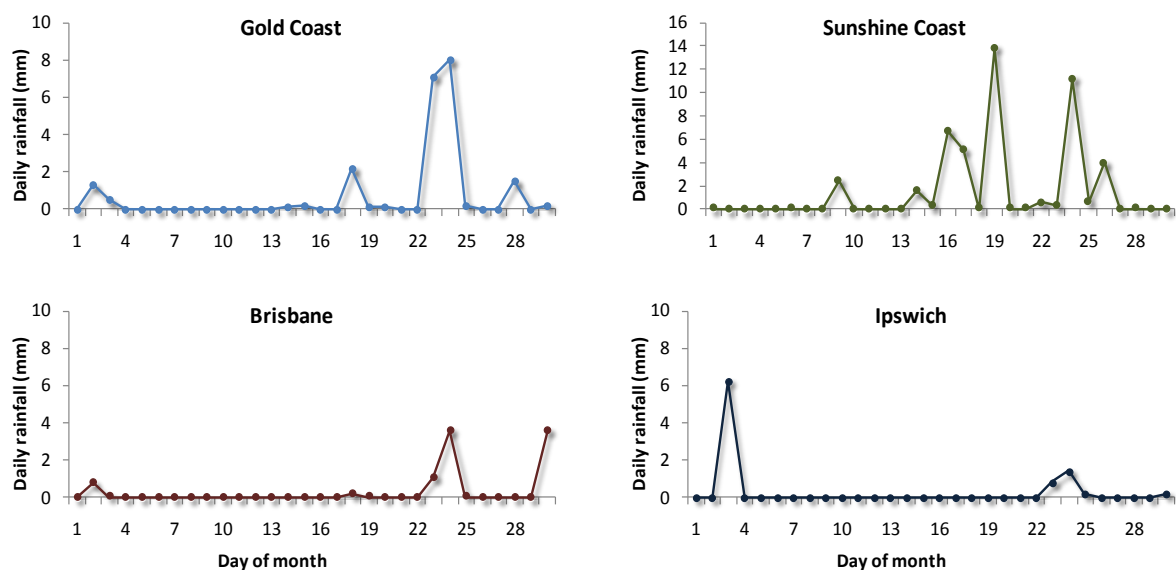 Gold Coast
Daily rainfall (mm)
10
8
6
4
2
0
1 4 7 10 13 16 19 22 25 28
Sunshine Coast
Daily rainfall (mm)
16
14
12
10
8
6
4
2
0
1 4 7 10 13 16 19 22 25 28
Brisbane
Daily rainfall (mm)
10
8
6
4
2
0
1 4 7 10 13 16 19 22 25 28
Day of month
Ipswich
Daily rainfall (mm)
10
8
6
4
2
0
1 4 7 10 13 16 19 22 25 28
Day of month